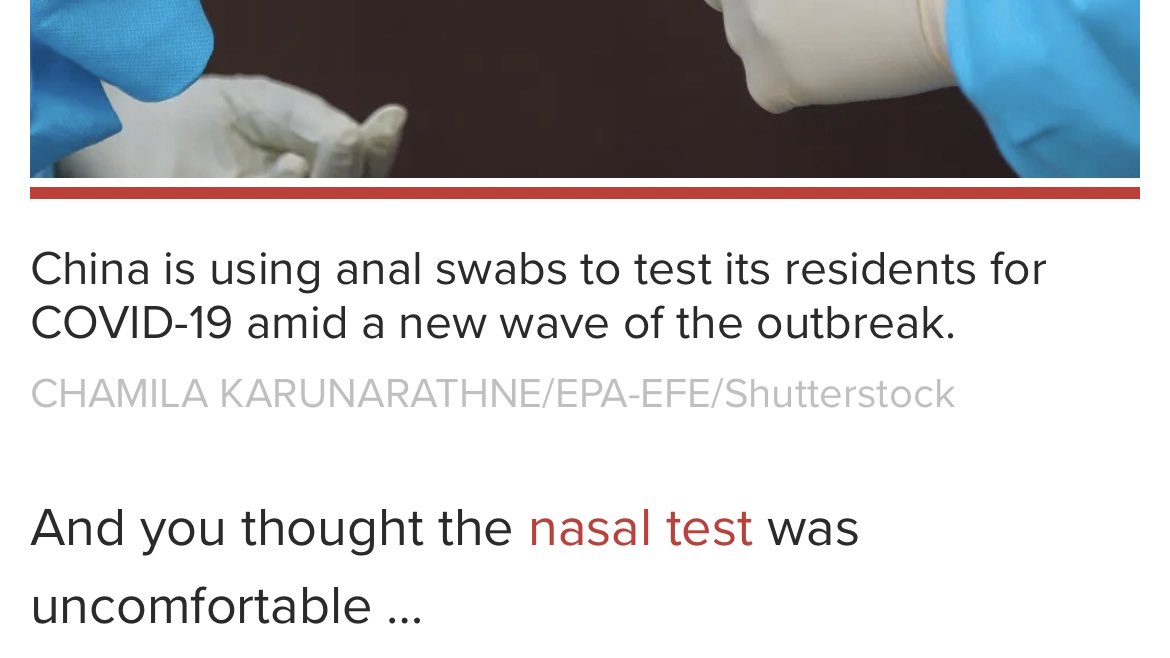 China is using anal swabs to test its residents for
COVID-19 amid a new wave of the outbreak.
CHAMILA KARUNARATHNE/EPA-EFE/Shutterstock
And you thought the nasal test was
uncomfortable ...